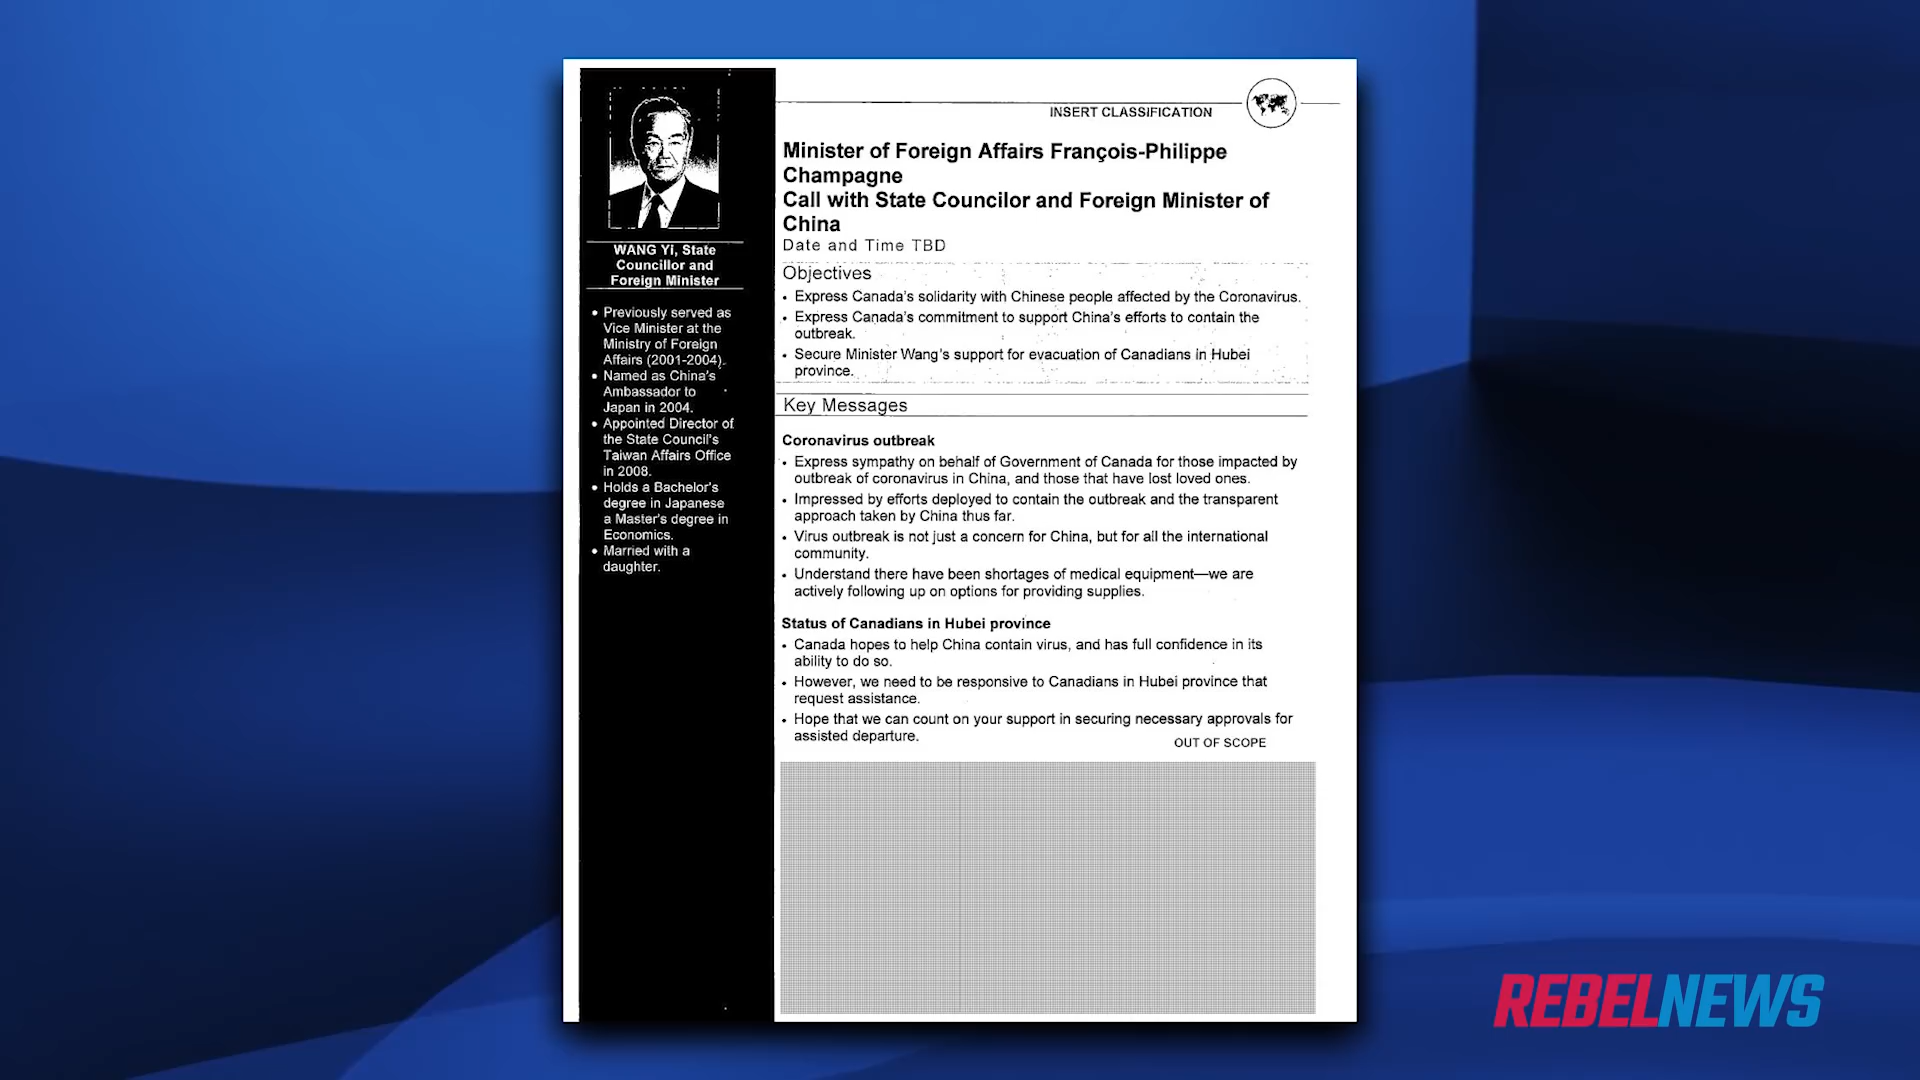 INSERT CLASSIFICATION
Minister of Foreign Affairs François-Philippe
Champagne
Call with State Councilor and Foreign Minister of
China
Date and Time TBD
WANG Yi, State
Councillor and
Foreign Minister
• Previously served as
Vice Minister at the
Ministry of Foreign
Affairs (2001-2004).
• Named as China's
Ambassador to
Japan in 2004.
• Appointed Director of
the State Council's
Taiwan Affairs Office
in 2008.
• Holds a Bachelor's
degree in Japanese
a Master's degree in
Economics.
• Married with a
daughter.
Objectives
• Express Canada's solidarity with Chinese people affected by the Coronavirus.
• Express Canada's commitment to support China's efforts to contain the
outbreak.
• Secure Minister Wang's support for evacuation of Canadians in Hubei
province.
Key Messages
Coronavirus outbreak
• Express sympathy on behalf of Government of Canada for those impacted by
outbreak of coronavirus in China, and those that have lost loved ones.
• Impressed by efforts deployed to contain the outbreak and the transparent
approach taken by China thus far.
• Virus outbreak is not just a concern for China, but for all the international
community.
• Understand there have been shortages of medical equipment—we are
actively following up on options for providing supplies.
Status of Canadians in Hubei province
• Canada hopes to help China contain virus, and has full confidence in its
ability to do so.
• However, we need to be responsive to Canadians in Hubei province that
request assistance.
• Hope that we can count on your support in securing necessary approvals for
assisted departure.
OUT OF SCOPE
REBELNEWS